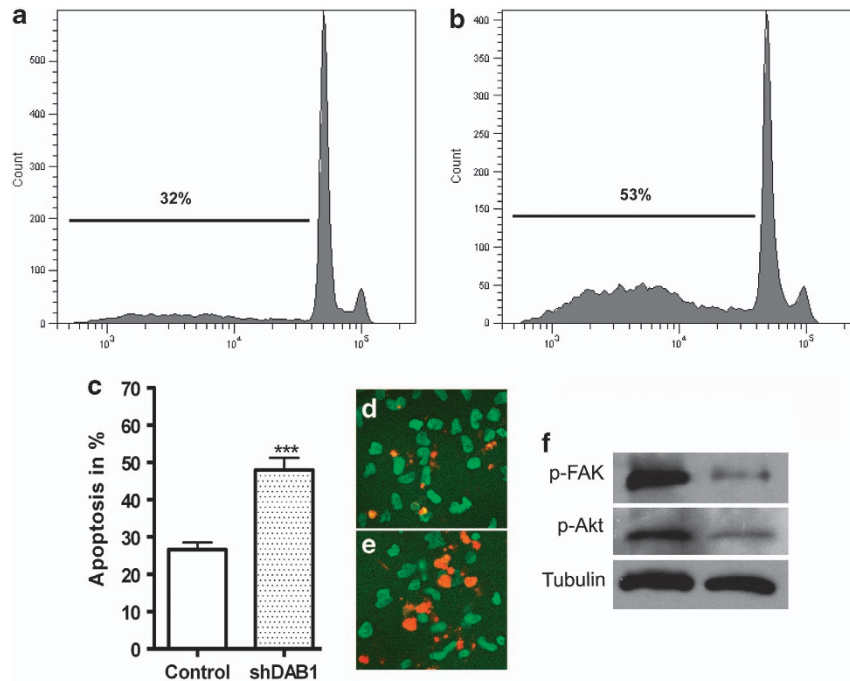 a
500
400
300
200
100
0
Count
32%
10³
10⁴
10⁵
b
400
350
300
250
200
150
100
50
0
Count
53%
10³
10⁴
10⁵
c
70
60
50
40
30
20
10
0
Apoptosis in %
***
Control
shDAB1
d
e
f
p-FAK
p-Akt
Tubulin